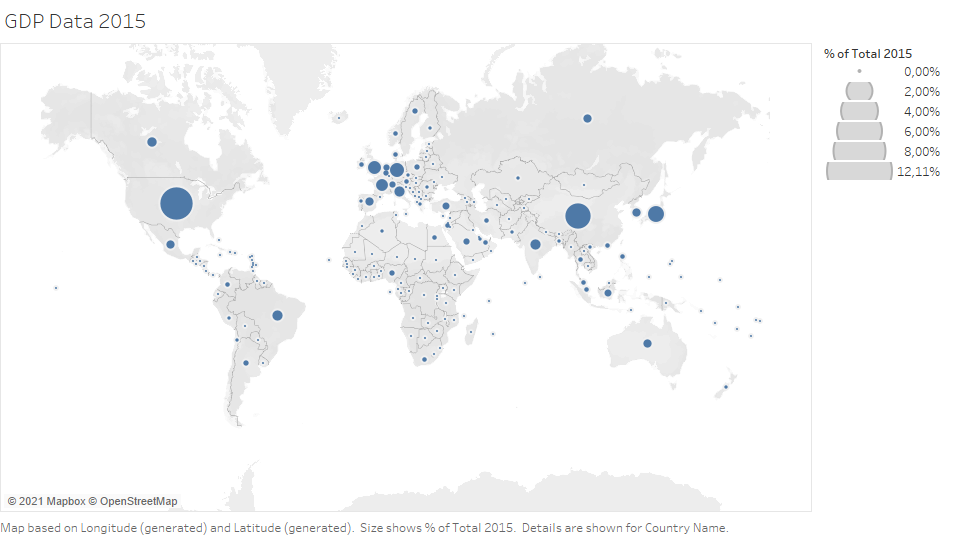 GDP Data 2015
% of Total 2015
0,00%
2,00%
4,00%
6,00%
8,00%
12,11%
© 2021 Mapbox © OpenStreetMap
Map based on Longitude (generated) and Latitude (generated).  Size shows % of Total 2015.  Details are shown for Country Name.